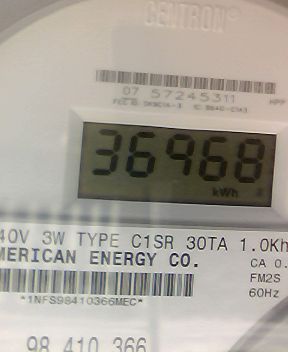 CENTRON®
07 57245311
HPP
36968
kWh
40V 3W TYPE C1SR 30TA 1.0Kh
MERICAN ENERGY CO.
CA 0.
FM2S
*1NFS98410366MEC*
60Hz
98 410 366